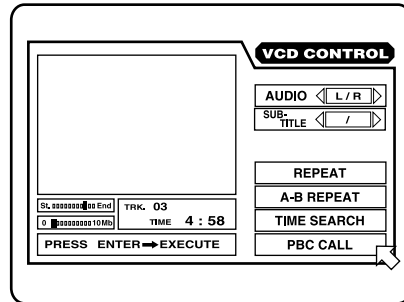 VCD CONTROL
AUDIO L / R
SUB-
TITLE /
REPEAT
A-B REPEAT
TIME SEARCH
PBC CALL
St. End
0 10Mb
TRK. 03
TIME 4 : 58
PRESS ENTER➡EXECUTE